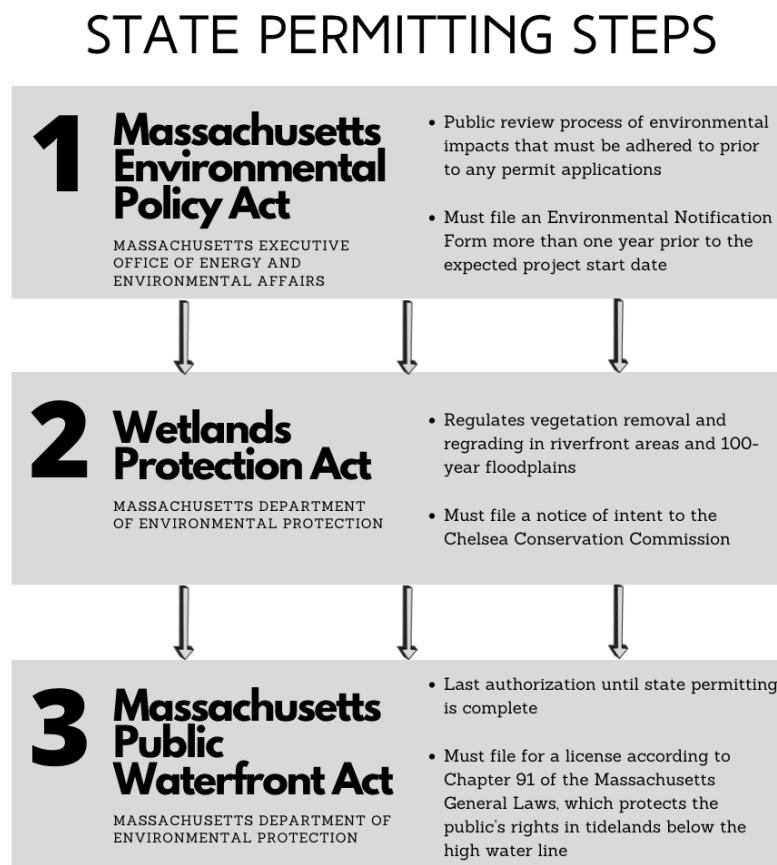 STATE PERMITTING STEPS
1
Massachusetts
Environmental
Policy Act
MASSACHUSETTS EXECUTIVE
OFFICE OF ENERGY AND
ENVIRONMENTAL AFFAIRS
• Public review process of environmental
impacts that must be adhered to prior
to any permit applications
• Must file an Environmental Notification
Form more than one year prior to the
expected project start date
2
Wetlands
Protection Act
MASSACHUSETTS DEPARTMENT
OF ENVIRONMENTAL PROTECTION
• Regulates vegetation removal and
regrading in riverfront areas and 100-
year floodplains
• Must file a notice of intent to the
Chelsea Conservation Commission
3
Massachusetts
Public
Waterfront Act
MASSACHUSETTS DEPARTMENT OF
ENVIRONMENTAL PROTECTION
• Last authorization until state permitting
is complete
• Must file for a license according to
Chapter 91 of the Massachusetts
General Laws, which protects the
public's rights in tidelands below the
high water line